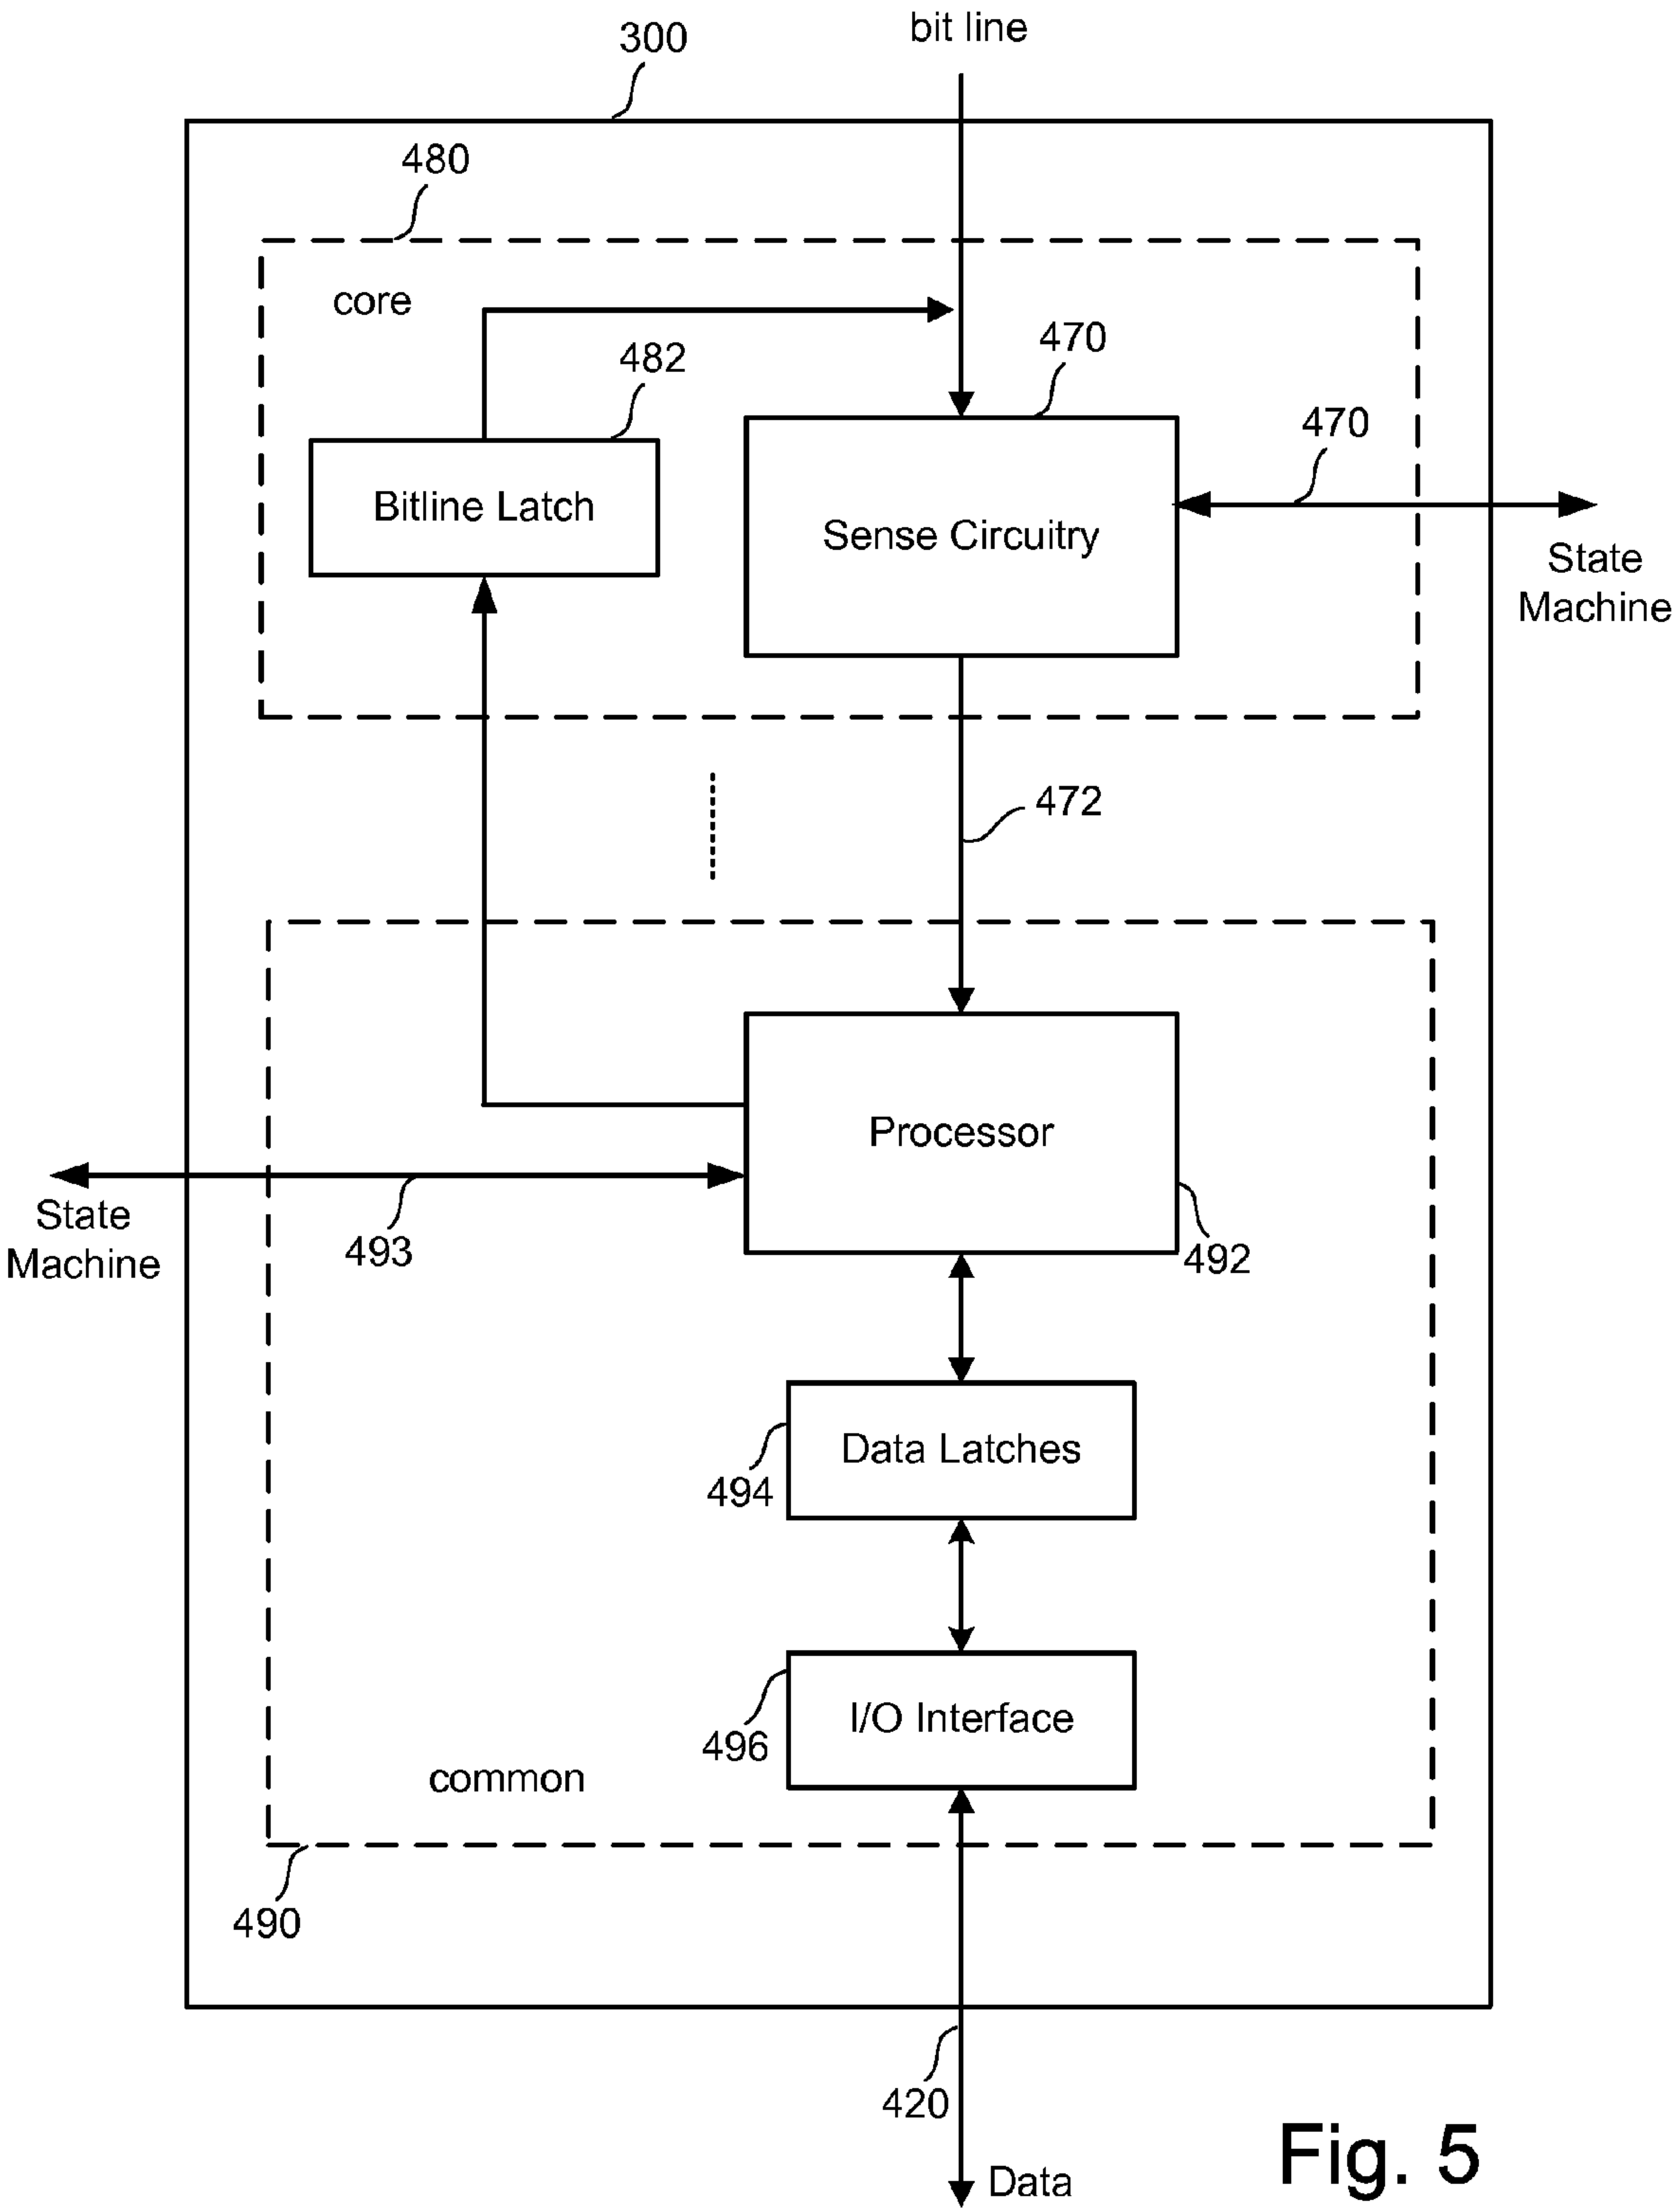 bit line
300
480
core
482
470
470
Bitline Latch
Sense Circuitry
State
Machine
472
Processor
State
Machine
493
492
Data Latches
494
I/O Interface
496
common
490
420
Data
Fig. 5